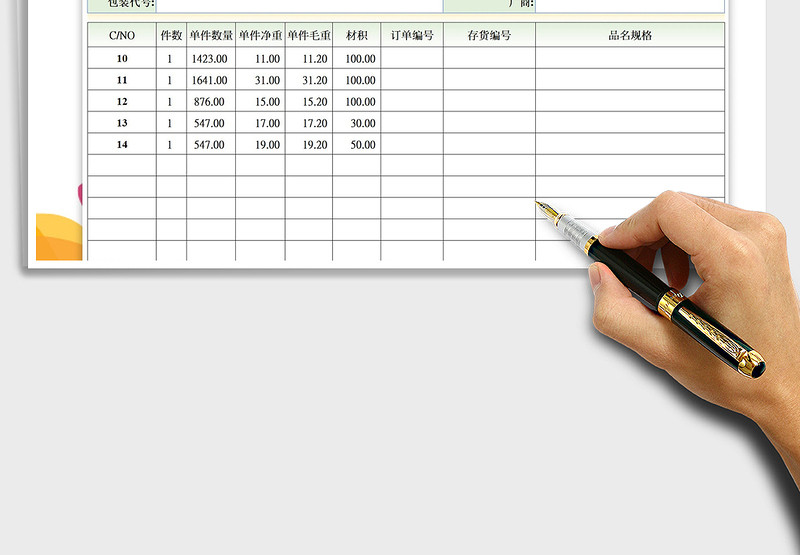 包装代号: 厂商:
C/NO 件数 单件数量 单件净重 单件毛重 材积 订单编号 存货编号 品名规格
10 1 1423.00 11.00 11.20 100.00
11 1 1641.00 31.00 31.20 100.00
12 1 876.00 15.00 15.20 100.00
13 1 547.00 17.00 17.20 30.00
14 1 547.00 19.00 19.20 50.00